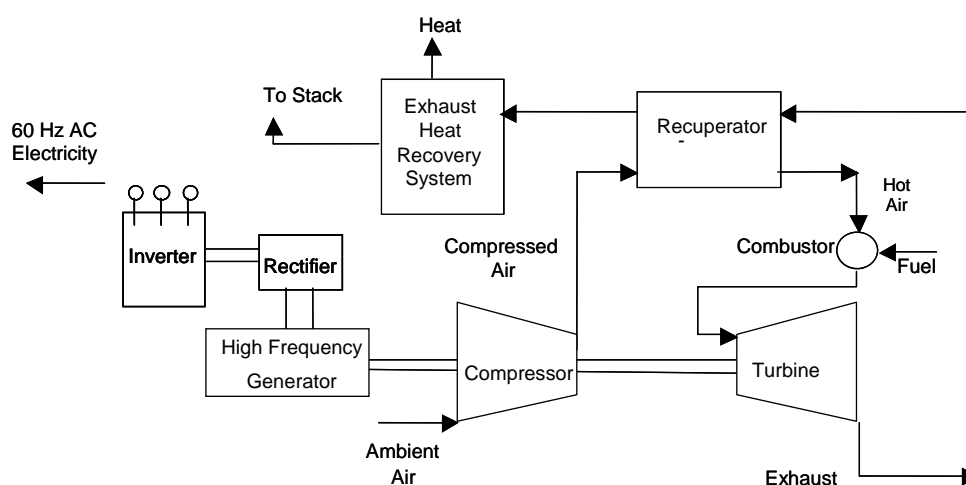 Heat
To Stack
Exhaust
Heat
Recovery
System
Recuperator
60 Hz AC
Electricity
Hot
Air
Inverter
Rectifier
Compressed
Air
Combustor
Fuel
High Frequency
Generator
Compressor
Turbine
Ambient
Air
Exhaust